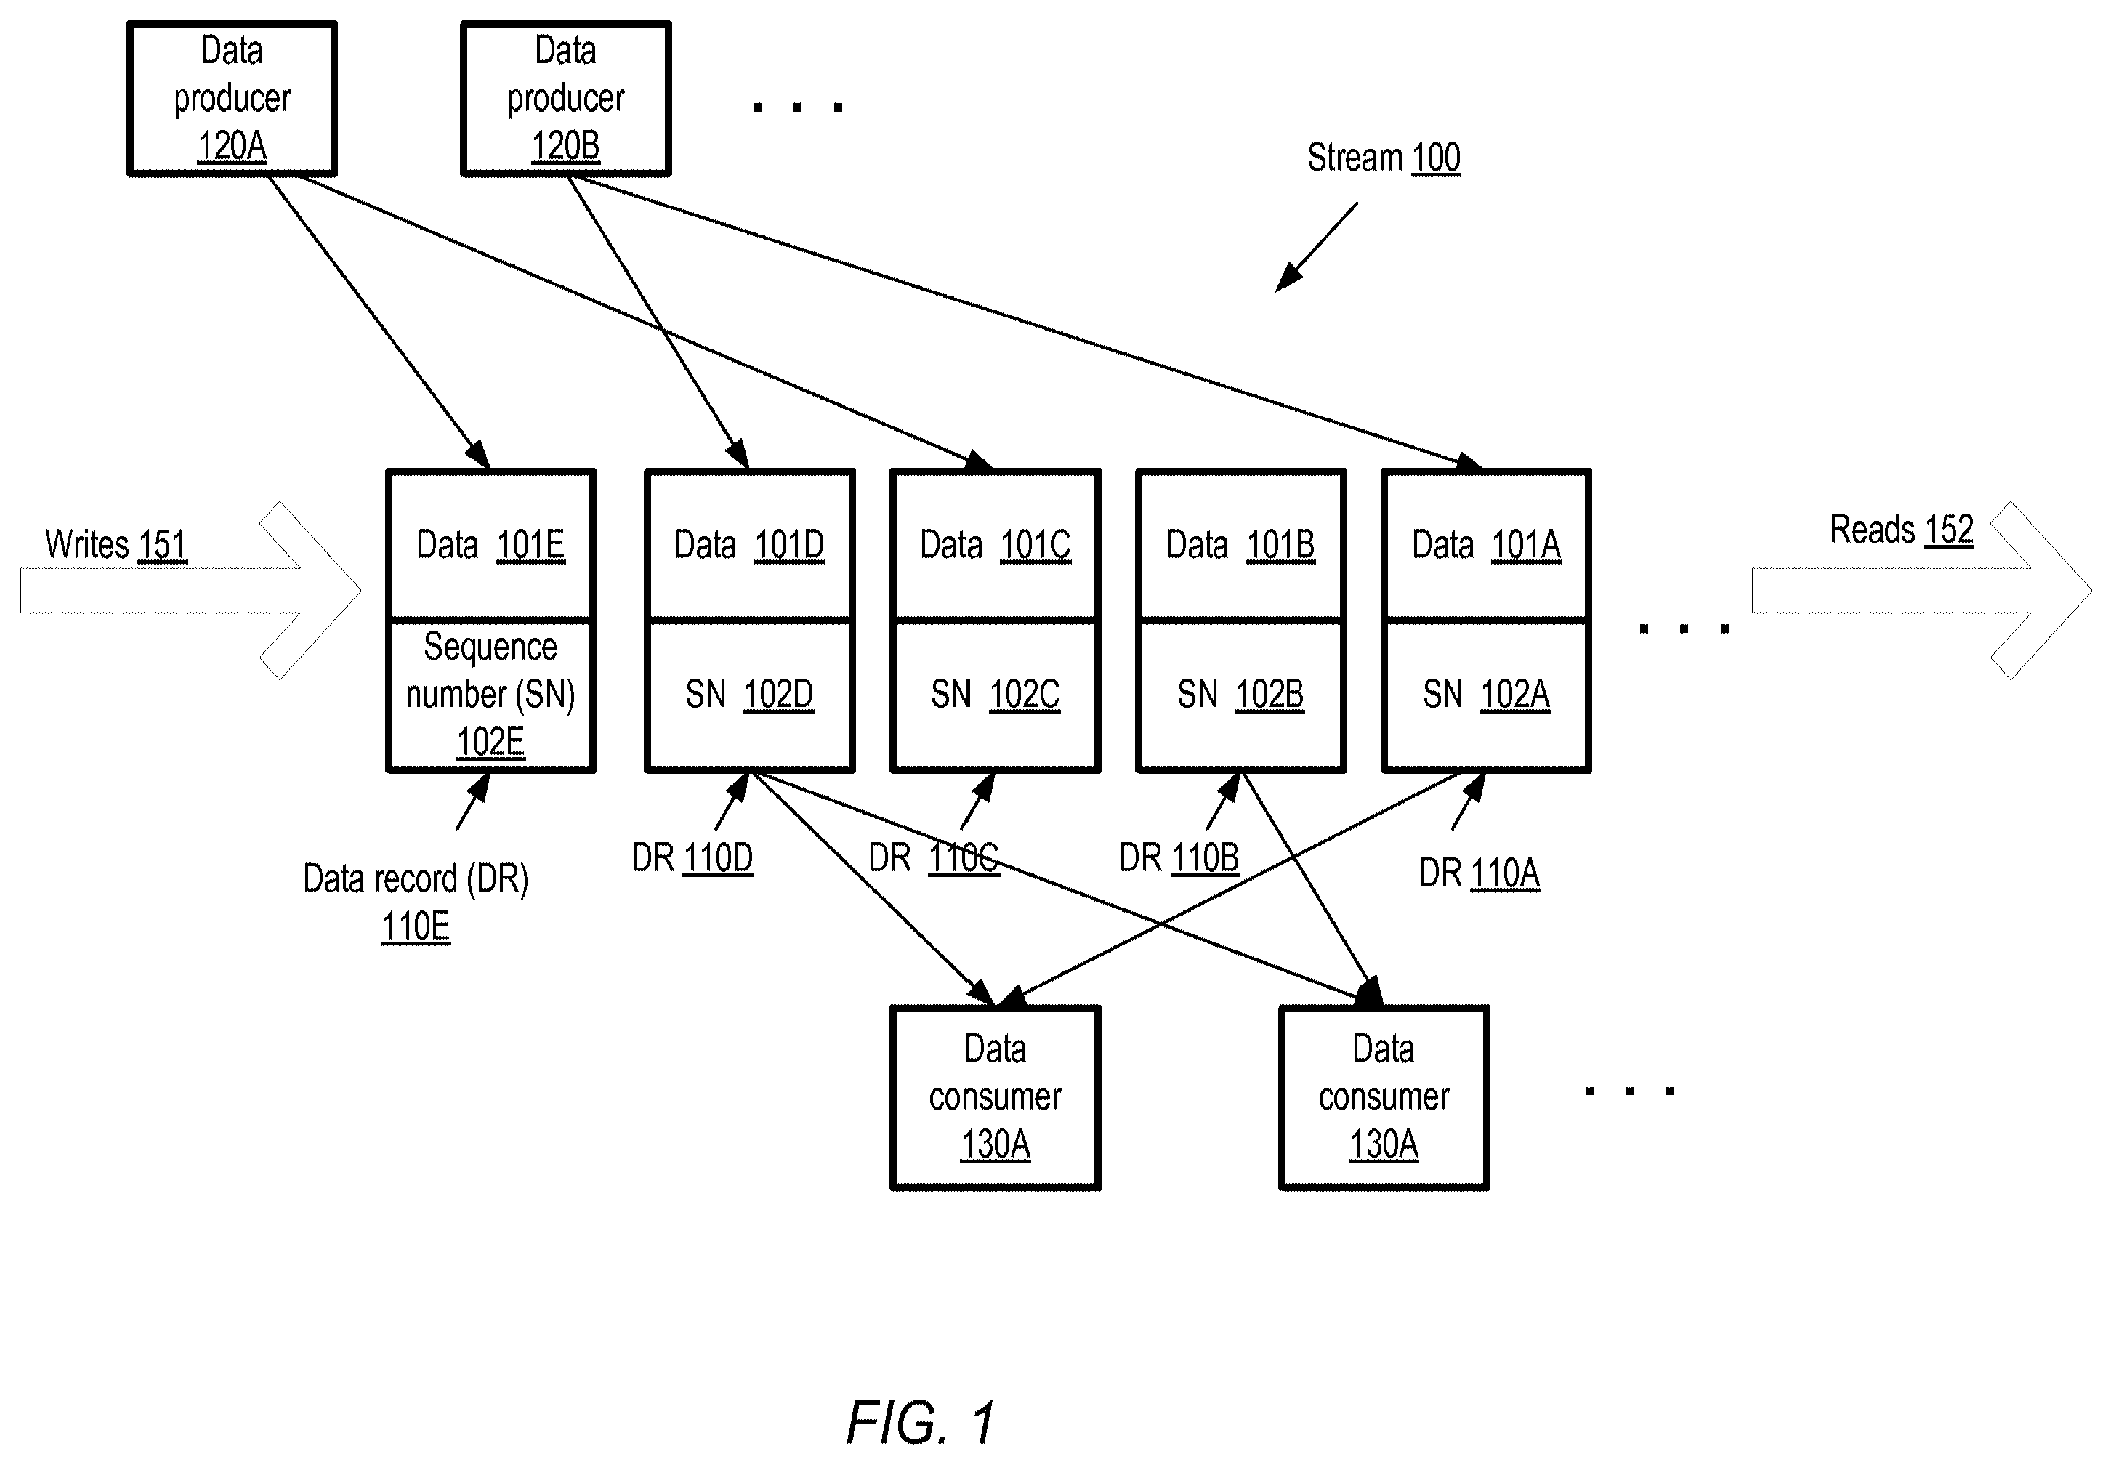 Data
producer
120A
Data
producer
120B
. . .
Stream 100
Writes 151
Data 101E
Data 101D
Data 101C
Data 101B
Data 101A
Reads 152
Sequence
number (SN)
102E
SN 102D
SN 102C
SN 102B
SN 102A
. . .
Data record (DR)
110E
DR 110D
DR 110C
DR 110B
DR 110A
Data
consumer
130A
Data
consumer
130A
. . .
FIG. 1